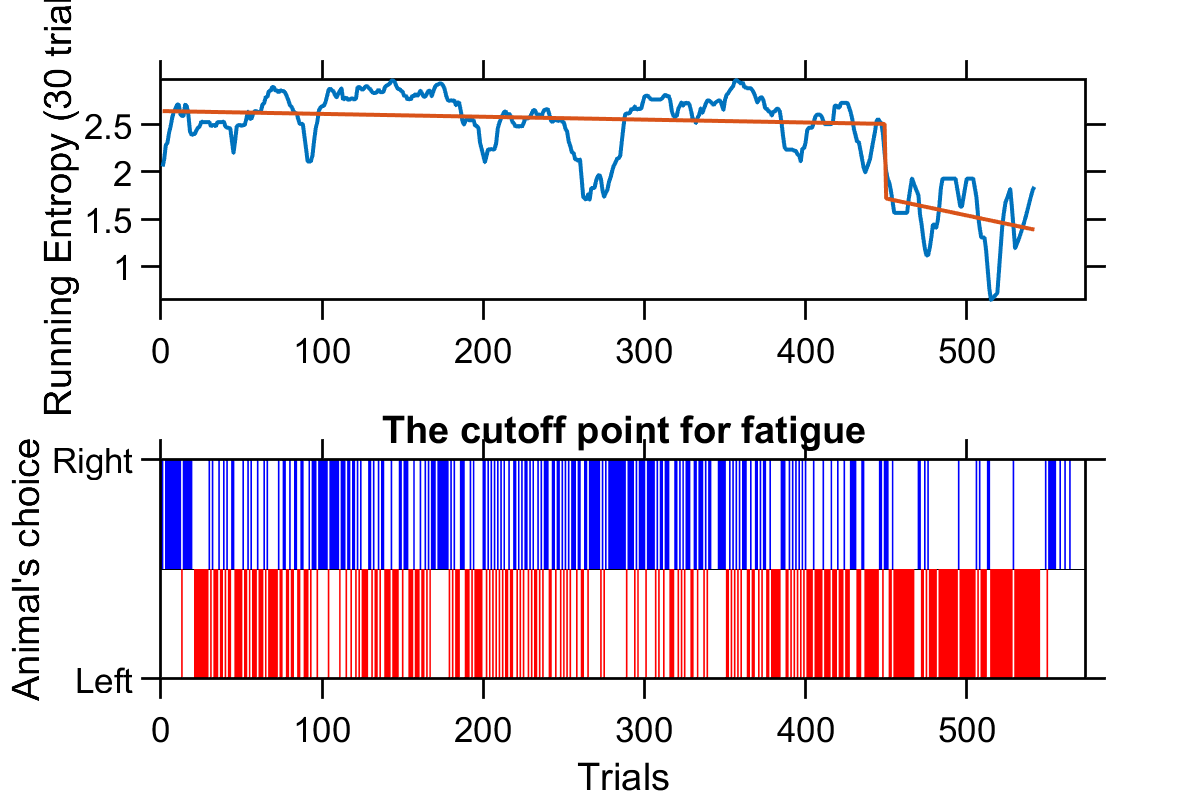 Running Entropy (30 trial
2.5
2
1.5
1
0 100 200 300 400 500
The cutoff point for fatigue
Animal's choice
Right
Left
0 100 200 300 400 500
Trials